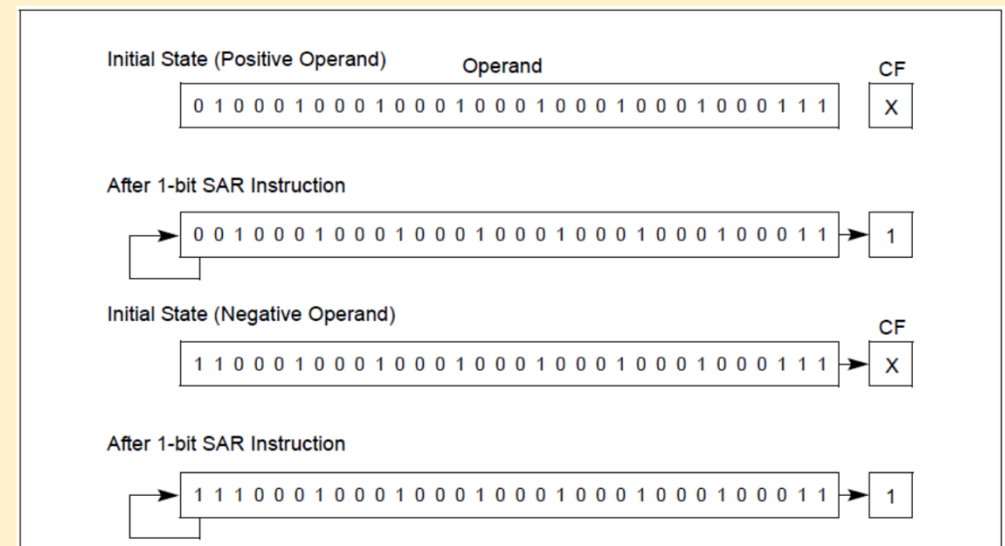 Initial State (Positive Operand) Operand CF
0 1 0 0 0 1 0 0 0 1 0 0 0 1 0 0 0 1 0 0 0 1 0 0 0 1 0 0 0 1 1 1 X
After 1-bit SAR Instruction
0 0 1 0 0 0 1 0 0 0 1 0 0 0 1 0 0 0 1 0 0 0 1 0 0 0 1 0 0 0 1 1 1
Initial State (Negative Operand) CF
1 1 0 0 0 1 0 0 0 1 0 0 0 1 0 0 0 1 0 0 0 1 0 0 0 1 0 0 0 1 1 1 X
After 1-bit SAR Instruction
1 1 1 0 0 0 1 0 0 0 1 0 0 0 1 0 0 0 1 0 0 0 1 0 0 0 1 0 0 0 1 1 1